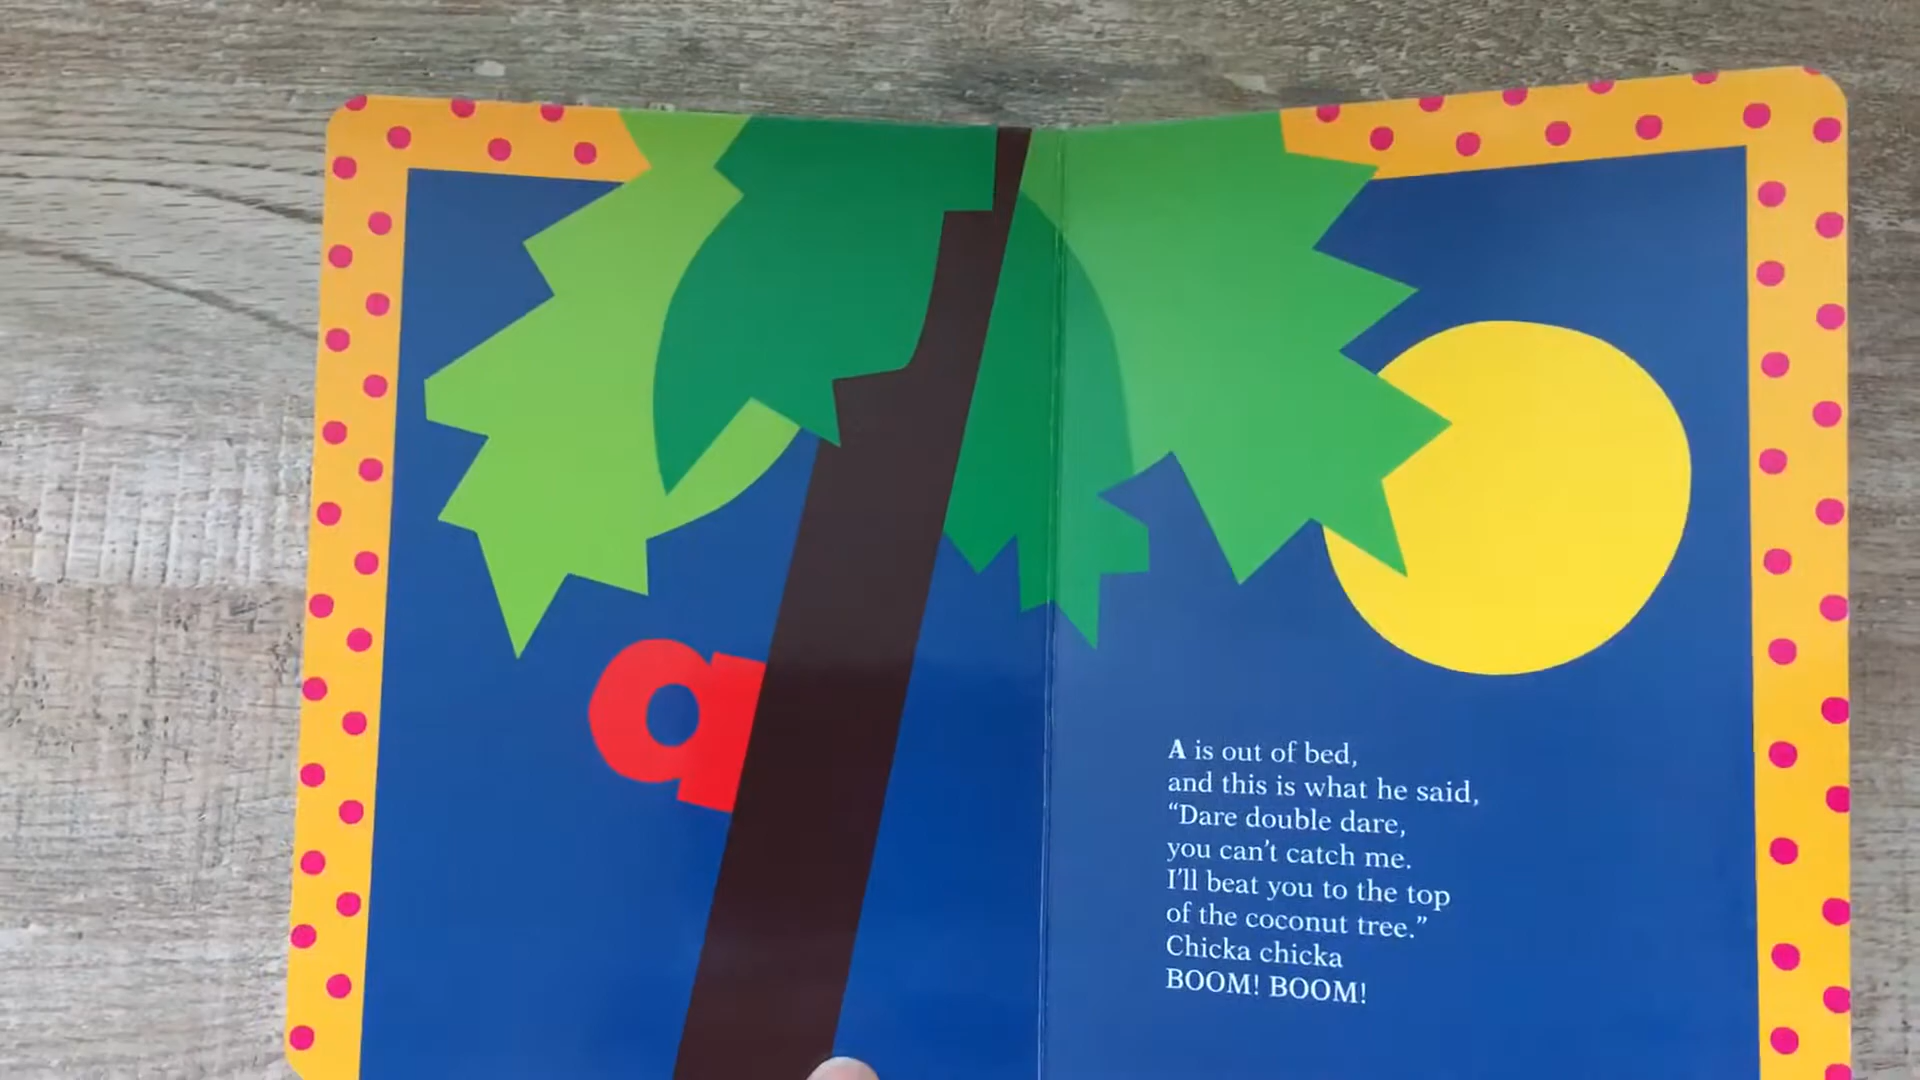 a
A is out of bed,
and this is what he said,
“Dare double dare,
you can’t catch me.
I’ll beat you to the top
of the coconut tree.”
Chicka chicka
BOOM! BOOM!